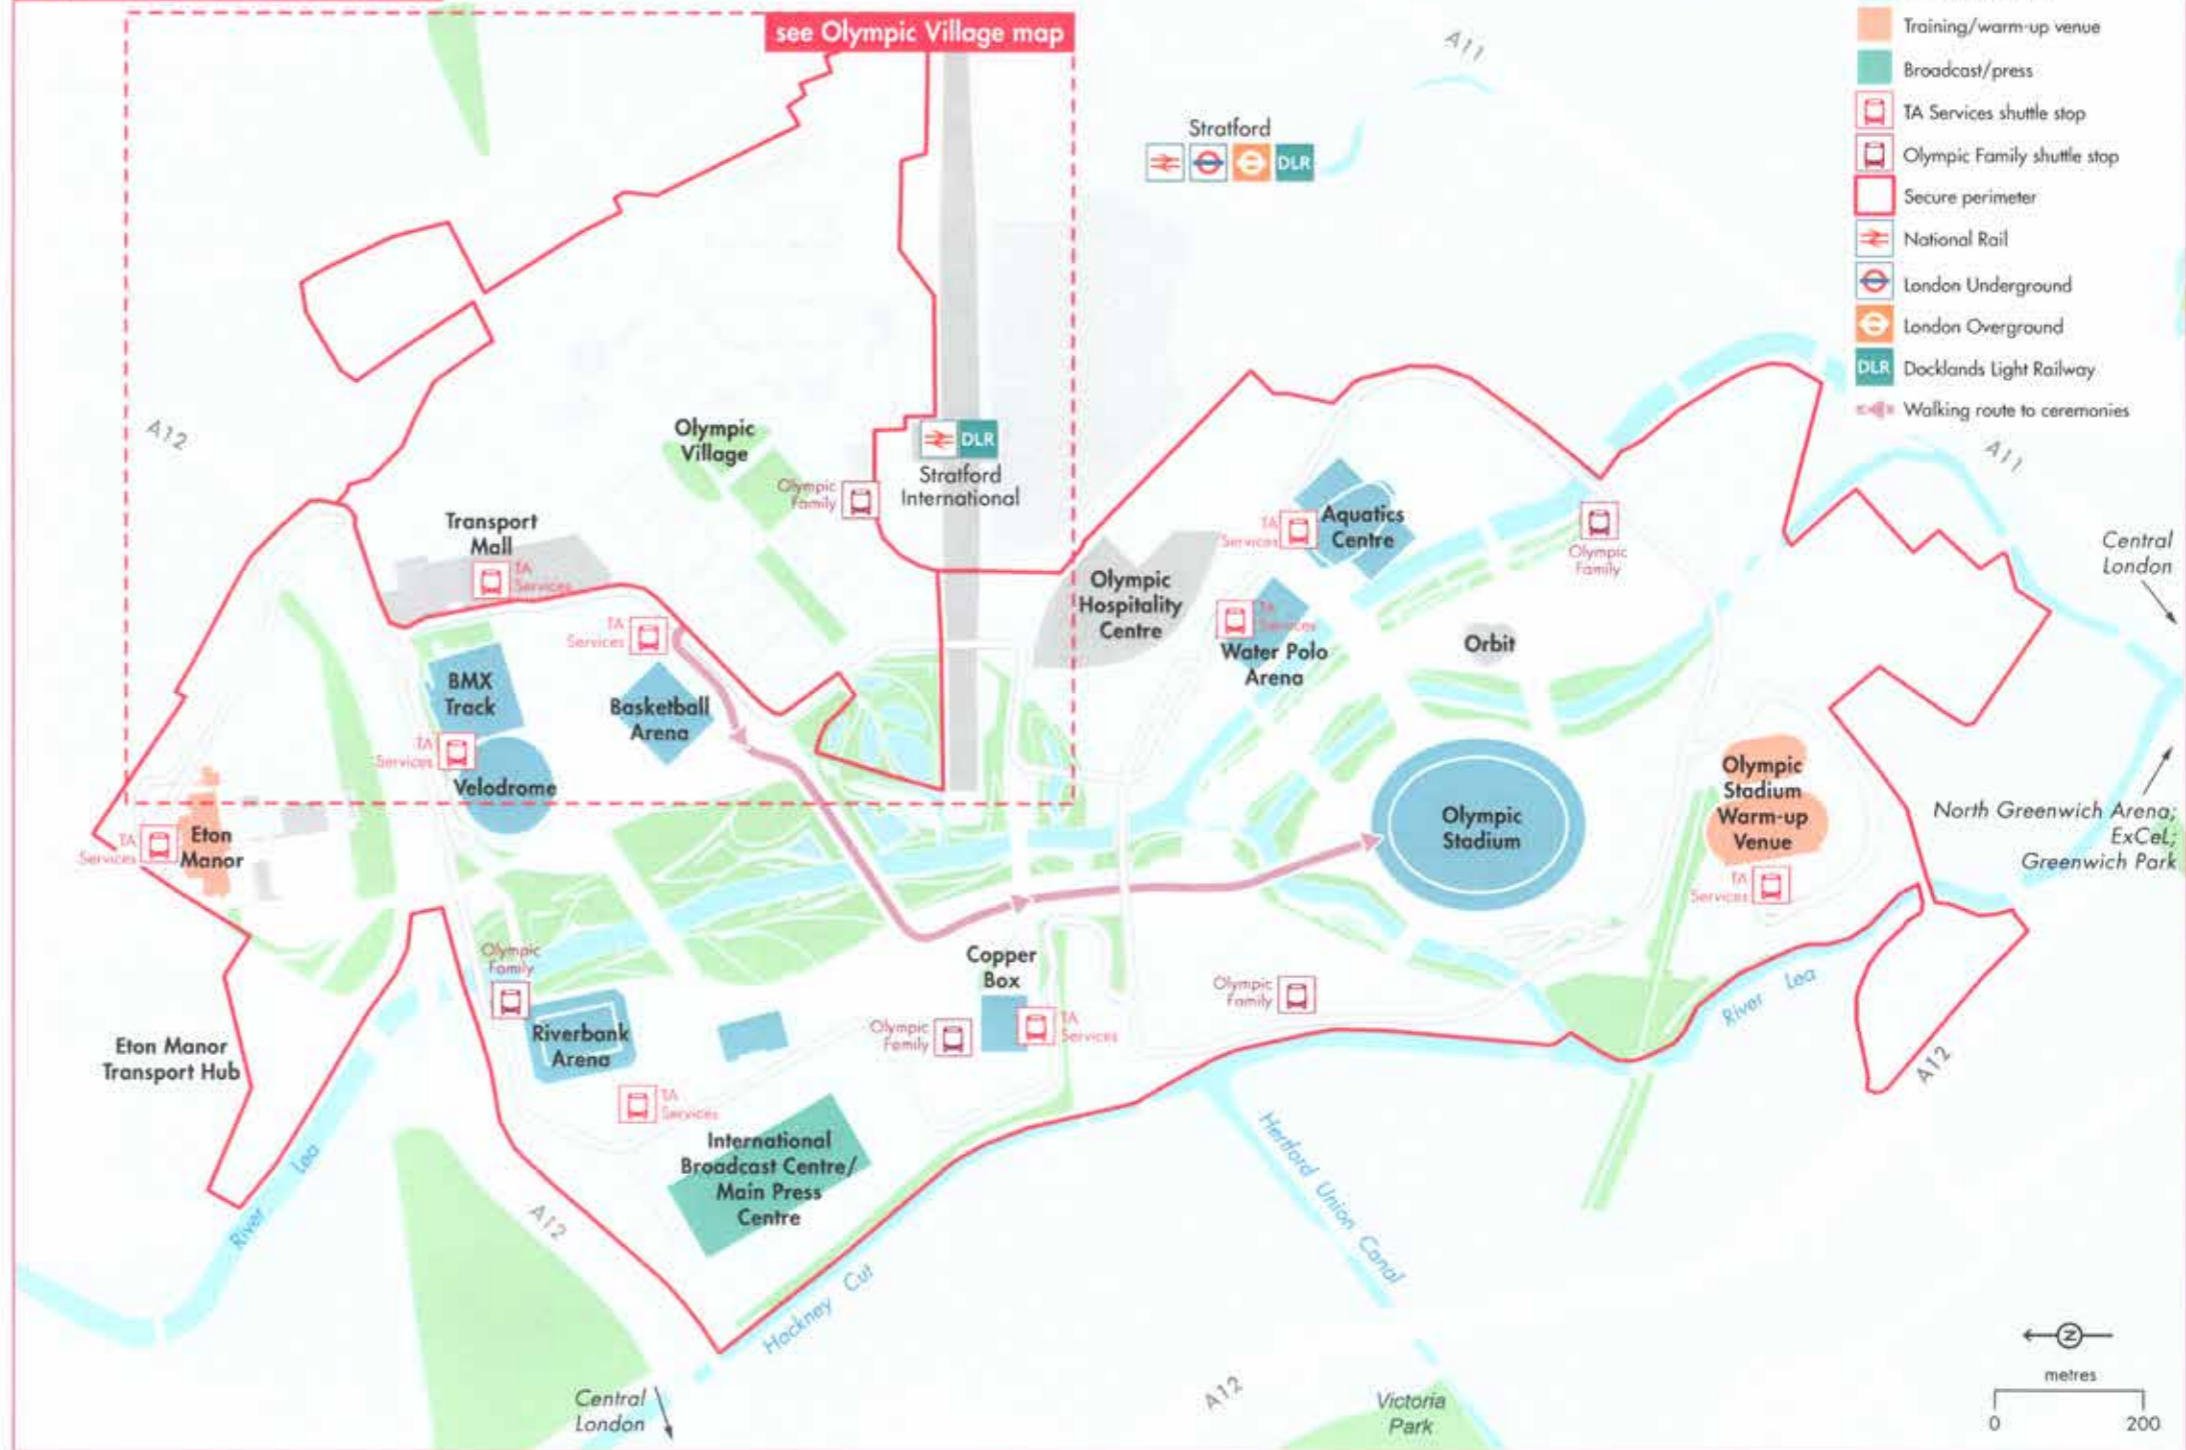 see Olympic Village map
Training/warm-up venue
Broadcast/press
TA Services shuttle stop
Olympic Family shuttle stop
Secure perimeter
National Rail
London Underground
London Overground
DLR
Docklands Light Railway
Walking route to ceremonies
A11
Stratford
DLR
A12
Olympic
Village
Olympic
Family
DLR
Stratford
International
Transport
Mall
TA
Services
TA
Services
Olympic
Hospitality
Centre
TA
Services
Aquatics
Centre
Olympic
Family
TA
Services
Water Polo
Arena
Orbit
A11
Central
London
BMX
Track
Basketball
Arena
TA
Services
Velodrome
TA
Services
Eton
Manor
Olympic
Stadium
Olympic
Stadium
Warm-up
Venue
TA
Services
North Greenwich Arena;
ExCeL;
Greenwich Park
Olympic
Family
Riverbank
Arena
Copper
Box
Olympic
Family
TA
Services
Olympic
Family
River Lea
A12
Eton Manor
Transport Hub
TA
Services
International
Broadcast Centre/
Main Press
Centre
River Lea
A12
Hackney Cut
Hertford Union Canal
Central
London
A12
Victoria
Park
N
metres
0 200